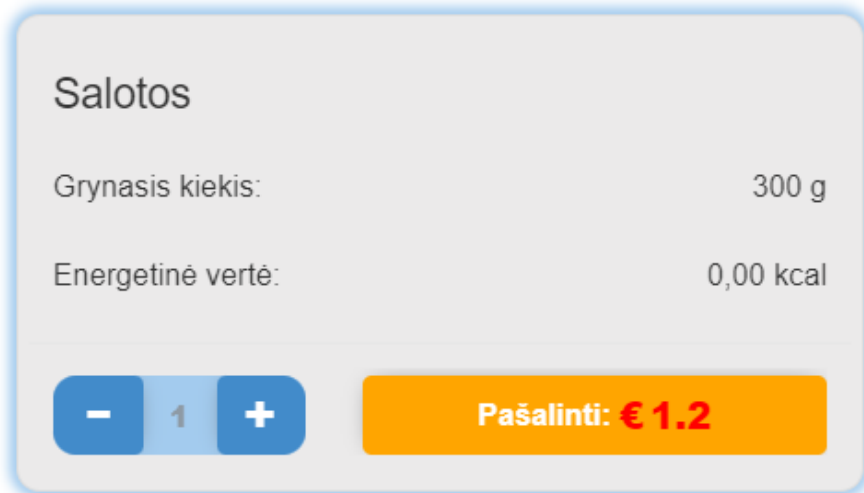 Salotos
Grynasis kiekis: 300 g
Energetinė vertė: 0,00 kcal
- 1 + Pašalinti: € 1.2